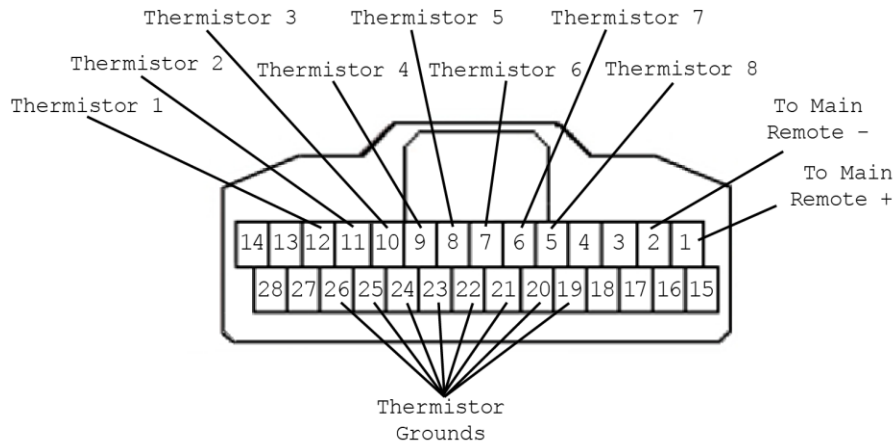 Thermistor 3
Thermistor 5
Thermistor 7
Thermistor 2
Thermistor 4
Thermistor 6
Thermistor 8
Thermistor 1
To Main
Remote -
To Main
Remote +
14 13 12 11 10 9 8 7 6 5 4 3 2 1
28 27 26 25 24 23 22 21 20 19 18 17 16 15
Thermistor
Grounds